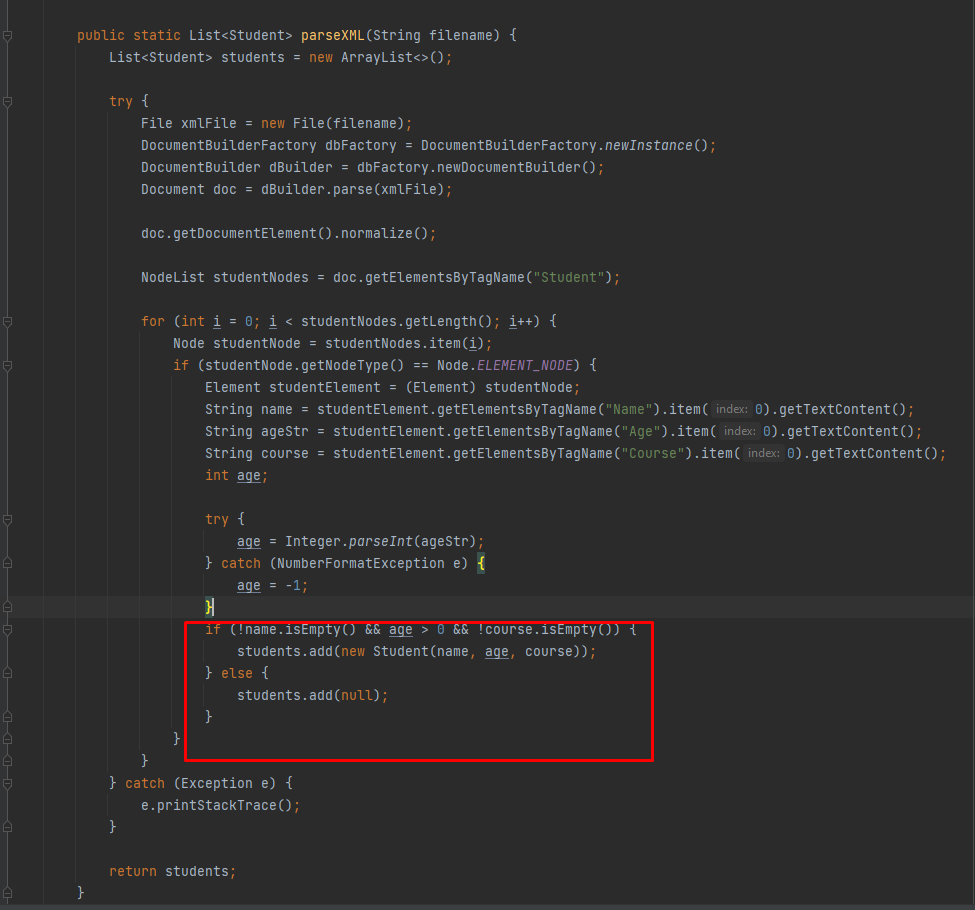 public static List<Student> parseXML(String filename) {
    List<Student> students = new ArrayList<>();
    try {
        File xmlFile = new File(filename);
        DocumentBuilderFactory dbFactory = DocumentBuilderFactory.newInstance();
        DocumentBuilder dBuilder = dbFactory.newDocumentBuilder();
        Document doc = dBuilder.parse(xmlFile);
        doc.getDocumentElement().normalize();
        NodeList studentNodes = doc.getElementsByTagName("Student");
        for (int i = 0; i < studentNodes.getLength(); i++) {
            Node studentNode = studentNodes.item(i);
            if (studentNode.getNodeType() == Node.ELEMENT_NODE) {
                Element studentElement = (Element) studentNode;
                String name = studentElement.getElementsByTagName("Name").item( index: 0).getTextContent();
                String ageStr = studentElement.getElementsByTagName("Age").item( index: 0).getTextContent();
                String course = studentElement.getElementsByTagName("Course").item( index: 0).getTextContent();
                int age;
                try {
                    age = Integer.parseInt(ageStr);
                } catch (NumberFormatException e) {
                    age = -1;
                }
                if (!name.isEmpty() && age > 0 && !course.isEmpty()) {
                    students.add(new Student(name, age, course));
                } else {
                    students.add(null);
                }
            }
        }
    } catch (Exception e) {
        e.printStackTrace();
    }
    return students;
}